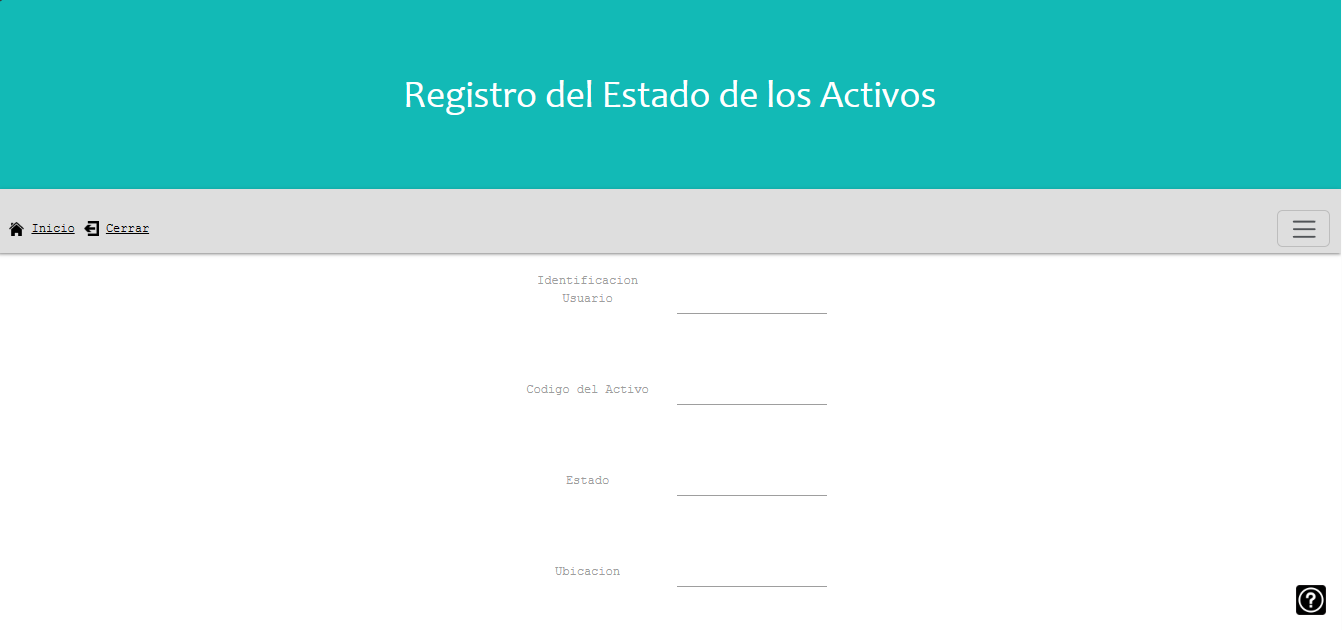 Registro del Estado de los Activos
Inicio Cerrar
Identificacion
Usuario
Codigo del Activo
Estado
Ubicacion
?